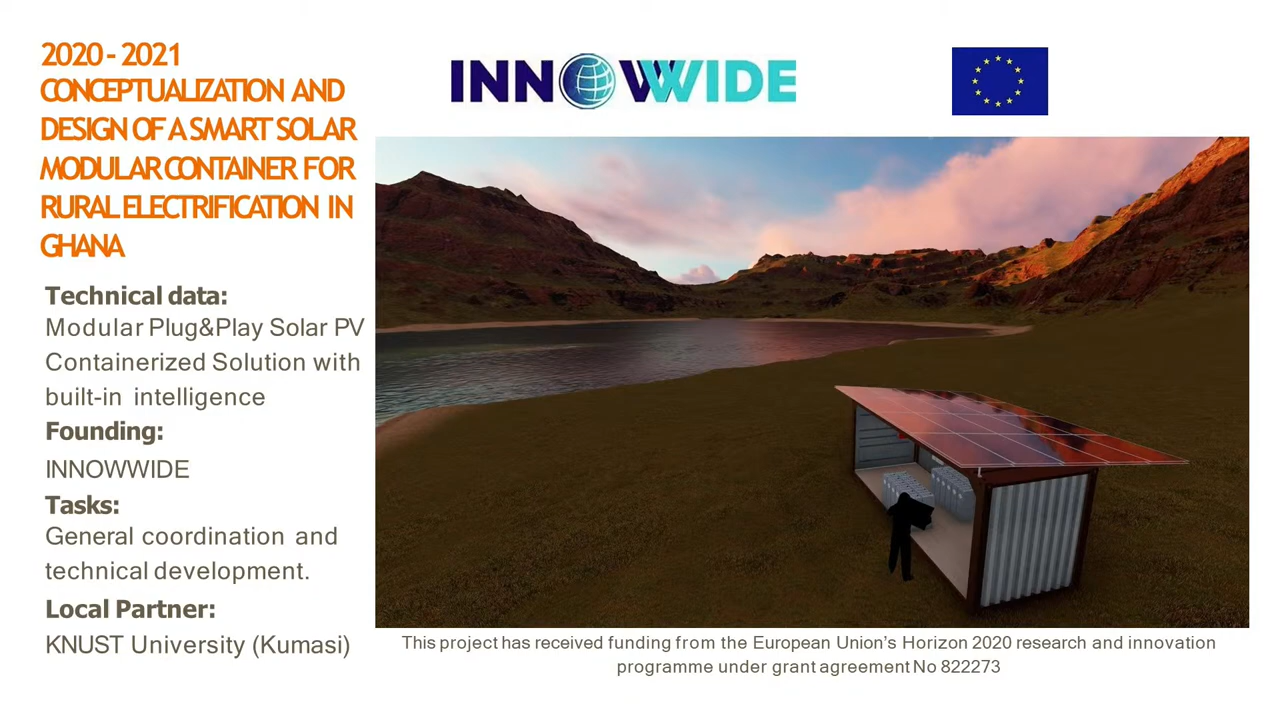 2020 - 2021
CONCEPTUALIZATION AND
DESIGN OF A SMART SOLAR
MODULAR CONTAINER FOR
RURAL ELECTRIFICATION IN
GHANA
Technical data:
Modular Plug&Play Solar PV
Containerized Solution with
built-in intelligence
Founding:
INNOWWIDE
Tasks:
General coordination and
technical development.
Local Partner:
KNUST University (Kumasi)
INNOWWIDE
This project has received funding from the European Union's Horizon 2020 research and innovation
programme under grant agreement No 822273